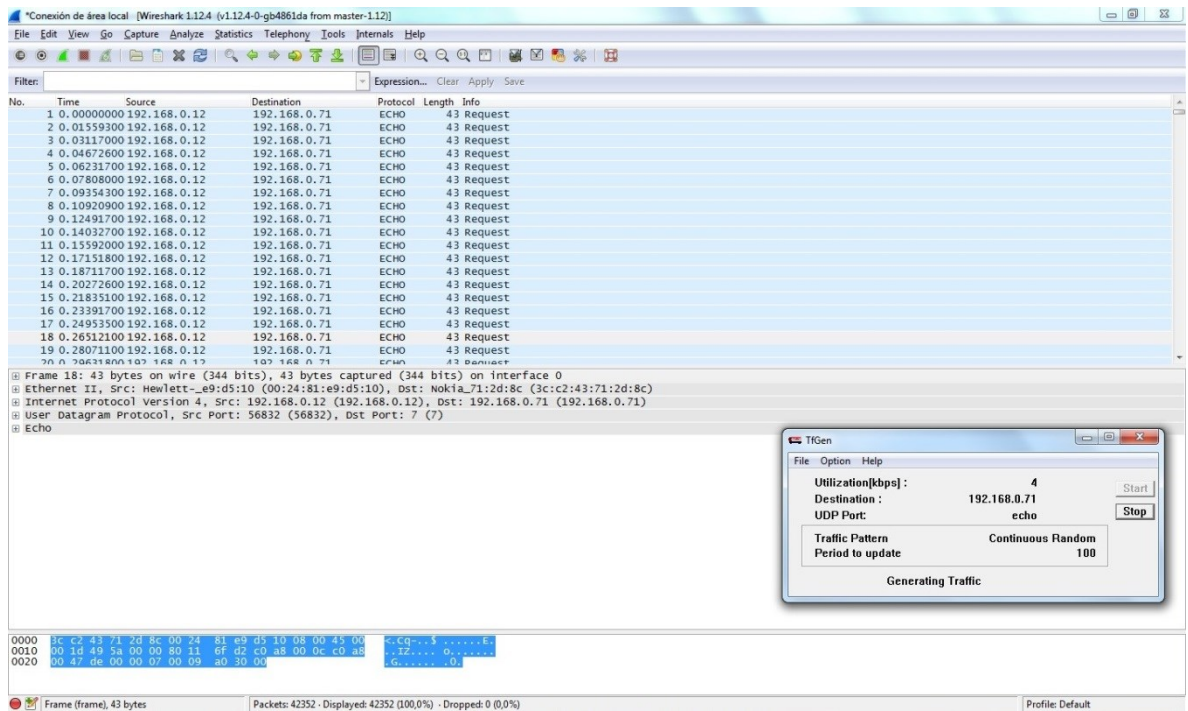 *Conexión de área local [Wireshark 1.12.4 (v1.12.4-0-gb4861da from master-1.12)]
File Edit View Go Capture Analyze Statistics Telephony Tools Internals Help
Filter: Expression... Clear Apply Save
No. Time Source Destination Protocol Length Info
1 0.00000000 192.168.0.12 192.168.0.71 ECHO 43 Request
2 0.01559300 192.168.0.12 192.168.0.71 ECHO 43 Request
3 0.03117000 192.168.0.12 192.168.0.71 ECHO 43 Request
4 0.04672600 192.168.0.12 192.168.0.71 ECHO 43 Request
5 0.06231700 192.168.0.12 192.168.0.71 ECHO 43 Request
6 0.07808000 192.168.0.12 192.168.0.71 ECHO 43 Request
7 0.09354300 192.168.0.12 192.168.0.71 ECHO 43 Request
8 0.10920900 192.168.0.12 192.168.0.71 ECHO 43 Request
9 0.12491700 192.168.0.12 192.168.0.71 ECHO 43 Request
10 0.14032700 192.168.0.12 192.168.0.71 ECHO 43 Request
11 0.15592000 192.168.0.12 192.168.0.71 ECHO 43 Request
12 0.17151800 192.168.0.12 192.168.0.71 ECHO 43 Request
13 0.18711700 192.168.0.12 192.168.0.71 ECHO 43 Request
14 0.20272600 192.168.0.12 192.168.0.71 ECHO 43 Request
15 0.21835100 192.168.0.12 192.168.0.71 ECHO 43 Request
16 0.23391700 192.168.0.12 192.168.0.71 ECHO 43 Request
17 0.24953500 192.168.0.12 192.168.0.71 ECHO 43 Request
18 0.26512100 192.168.0.12 192.168.0.71 ECHO 43 Request
19 0.28071100 192.168.0.12 192.168.0.71 ECHO 43 Request
20 0.29631800 192.168.0.12 192.168.0.71 ECHO 43 Request
Frame 18: 43 bytes on wire (344 bits), 43 bytes captured (344 bits) on interface 0
Ethernet II, Src: Hewlett-_e9:d5:10 (00:24:81:e9:d5:10), Dst: Nokia_71:2d:8c (3c:c2:43:71:2d:8c)
Internet Protocol Version 4, Src: 192.168.0.12 (192.168.0.12), Dst: 192.168.0.71 (192.168.0.71)
User Datagram Protocol, Src Port: 56832 (56832), Dst Port: 7 (7)
Echo
TfGen
File Option Help
Utilization[kbps] : 4
Start
Destination : 192.168.0.71
UDP Port: echo
Stop
Traffic Pattern Continuous Random
Period to update 100
Generating Traffic
0000 3c c2 43 71 2d 8c 00 24 81 e9 d5 10 08 00 45 00 <.Cq-..$ ......E.
0010 00 1d 49 5a 00 00 80 11 6f d2 c0 a8 00 0c c0 a8 ..IZ.... o.......
0020 00 47 de 00 00 07 00 09 a0 30 00 .G...... .0.
Frame (frame), 43 bytes Packets: 42352 · Displayed: 42352 (100,0%) · Dropped: 0 (0,0%) Profile: Default